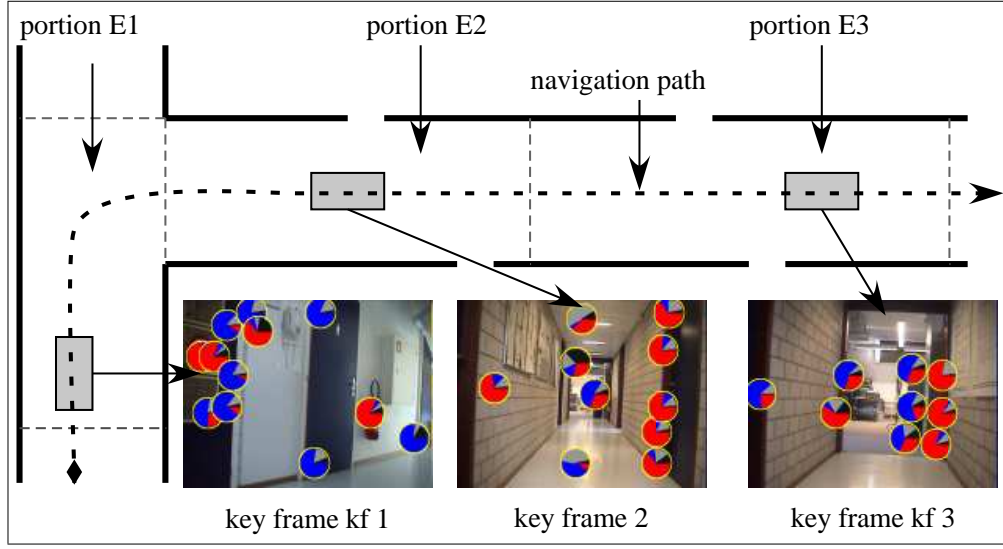 portion E1
portion E2
portion E3
navigation path
key frame kf 1
key frame 2
key frame kf 3